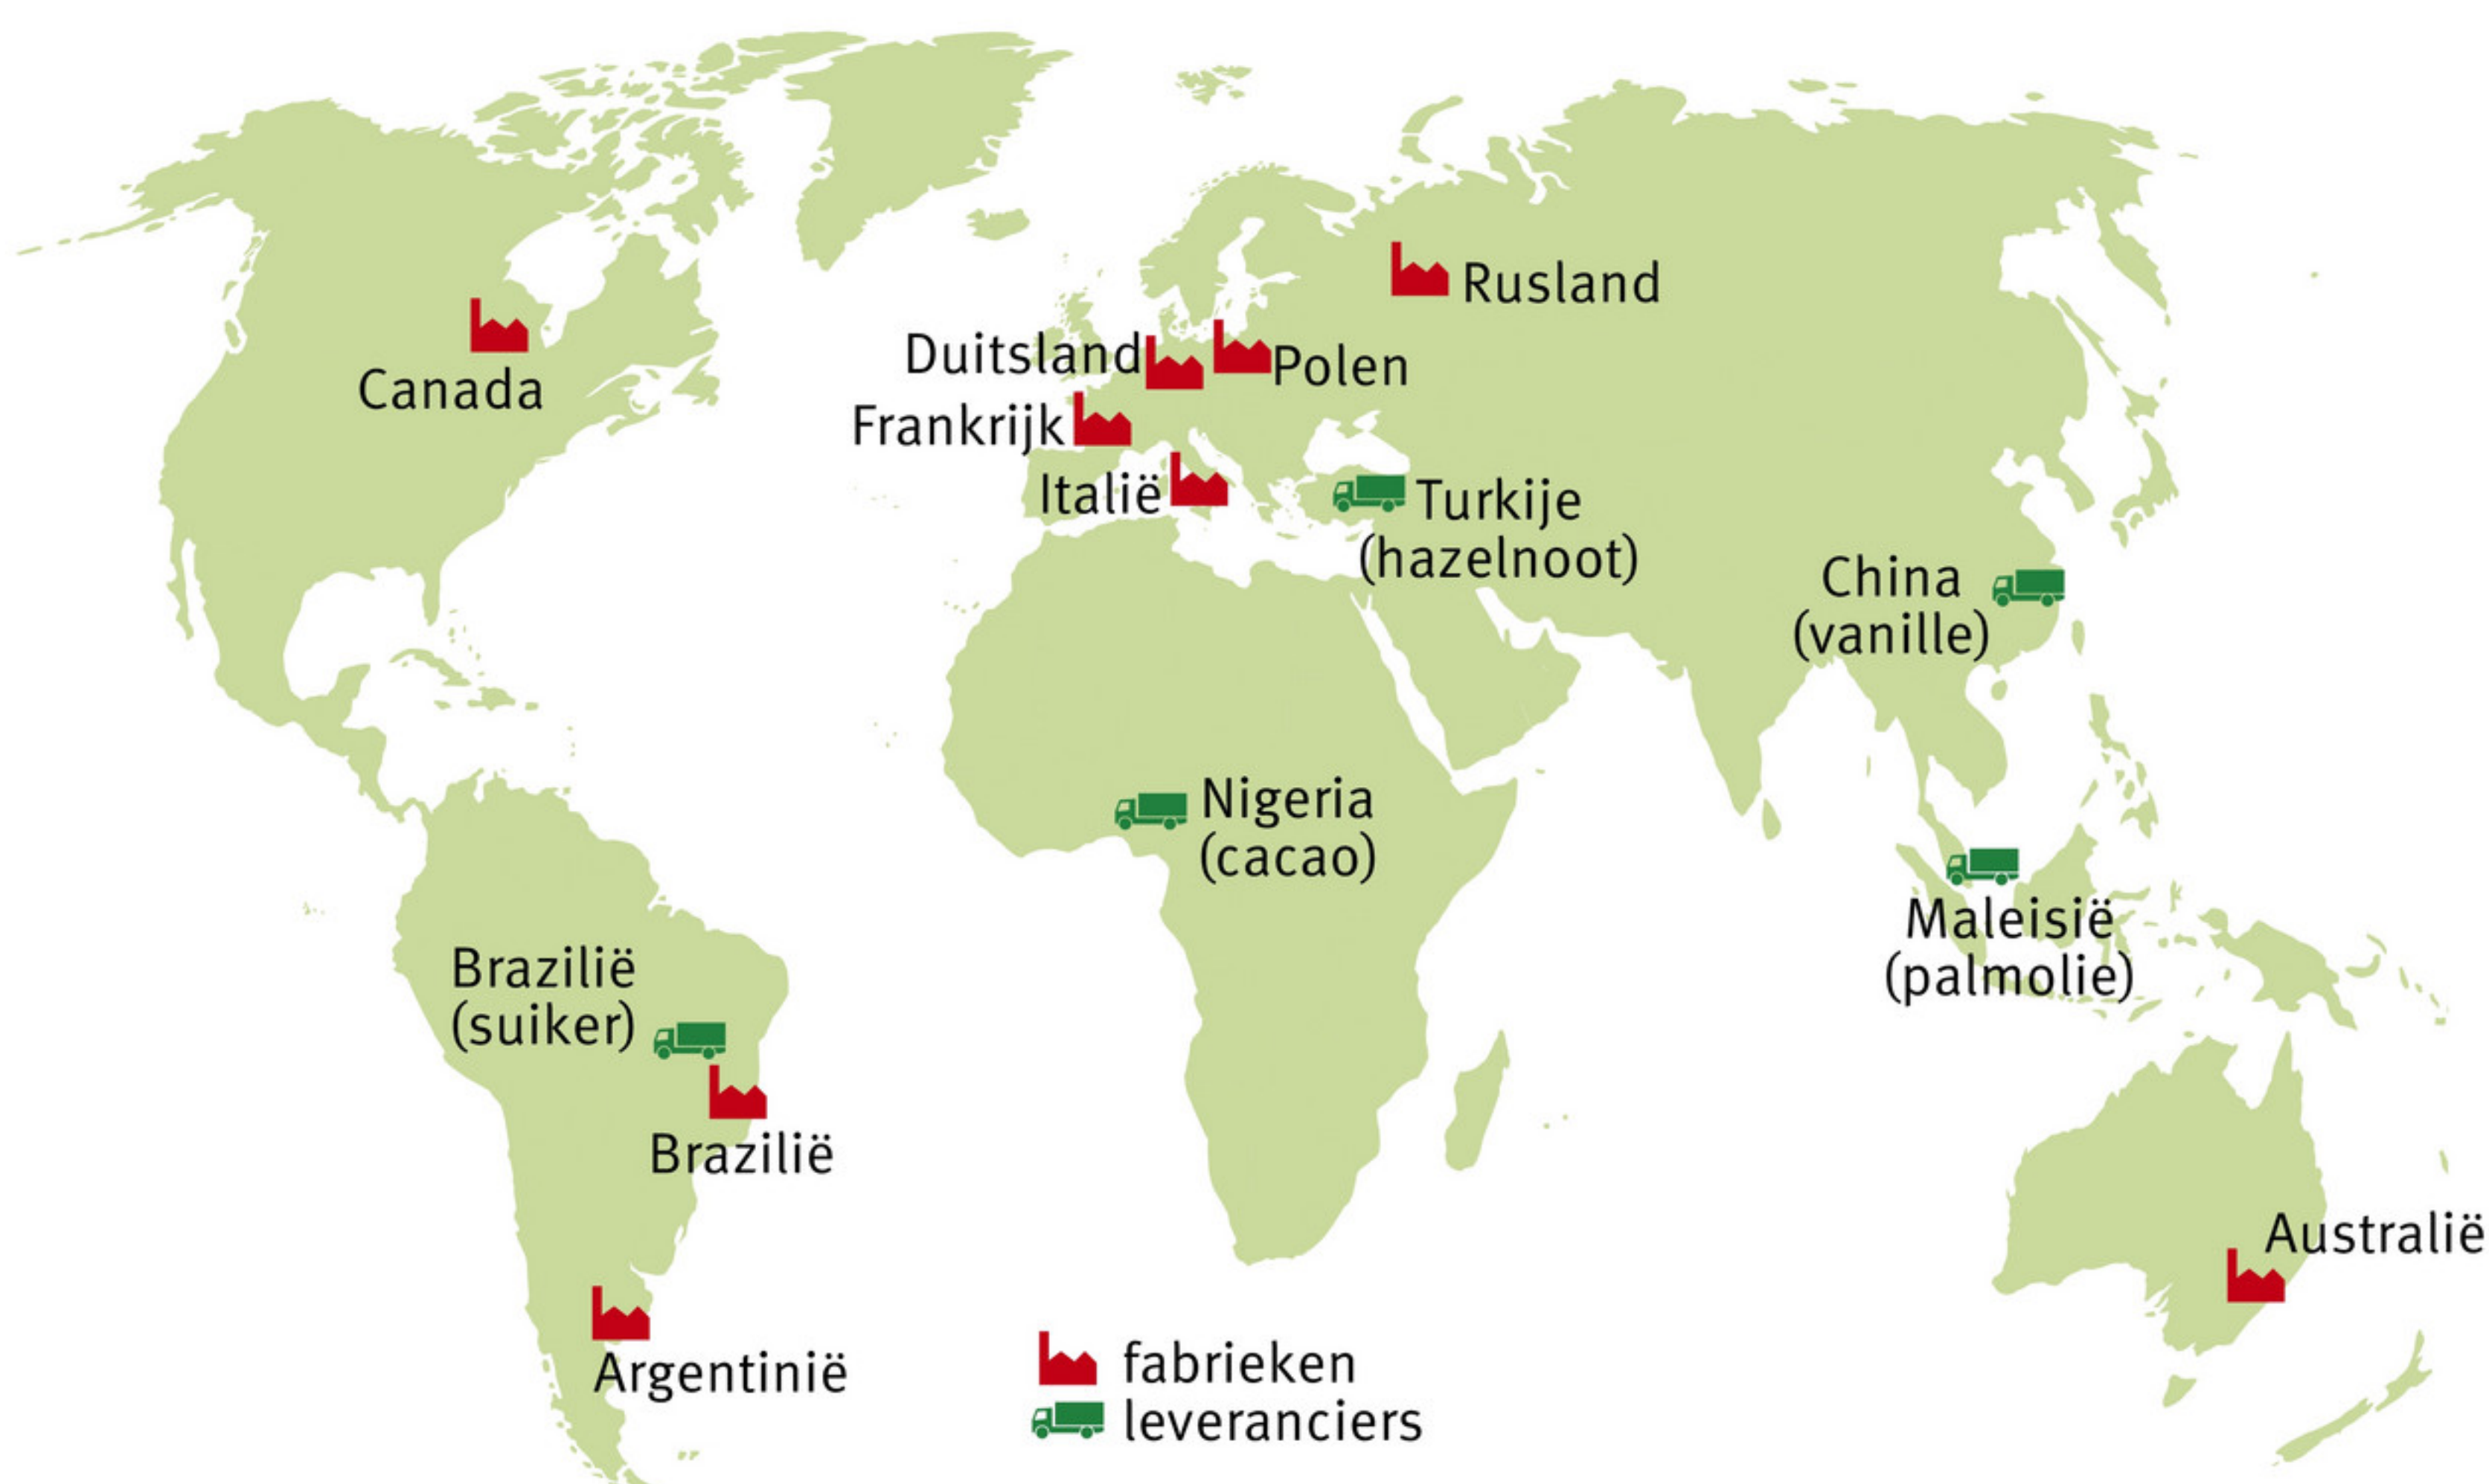 Rusland
Duitsland
Polen
Canada
Frankrijk
Italië
Turkije
(hazelnoot)
China
(vanille)
Nigeria
(cacao)
Maleisië
(palmolie)
Brazilië
(suiker)
Brazilië
Australië
Argentinië
fabrieken
leveranciers